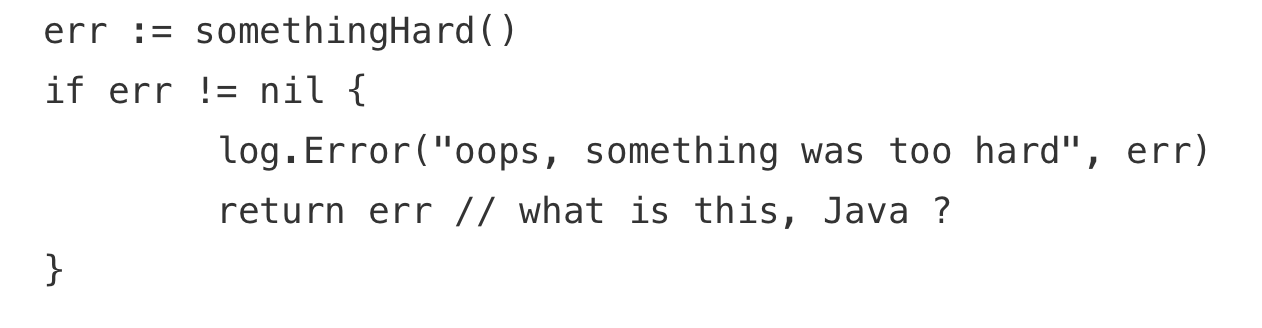 err := somethingHard()
if err != nil {
        log.Error("oops, something was too hard", err)
        return err // what is this, Java ?
}